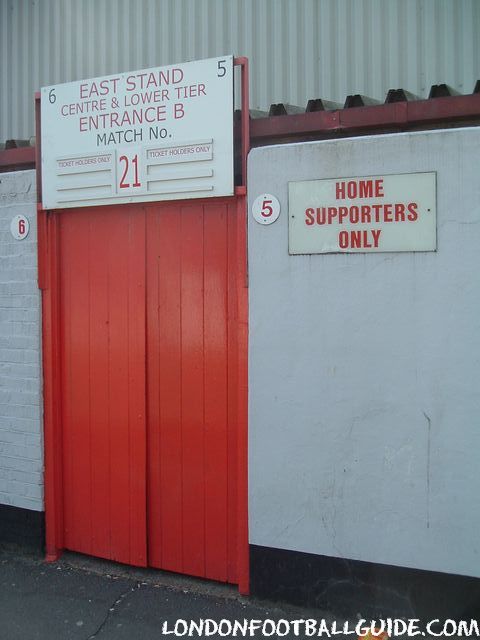 6 5
EAST STAND
CENTRE & LOWER TIER
ENTRANCE B
MATCH No.
TICKET HOLDERS ONLY 21 TICKET HOLDERS ONLY
6
5
HOME
SUPPORTERS
ONLY
LONDONFOOTBALLGUIDE.COM